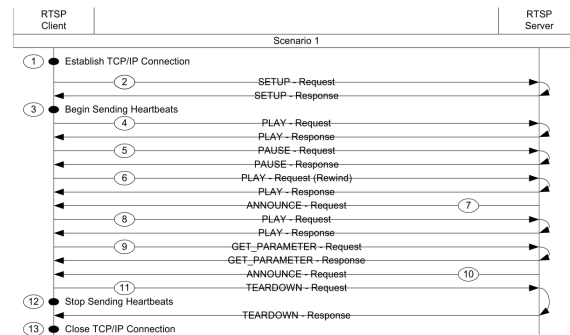 RTSP Client
RTSP Server
Scenario 1
1 Establish TCP/IP Connection
2 SETUP - Request
SETUP - Response
3 Begin Sending Heartbeats
4 PLAY - Request
PLAY - Response
5 PAUSE - Request
PAUSE - Response
6 PLAY - Request (Rewind)
PLAY - Response
ANNOUNCE - Request 7
8 PLAY - Request
PLAY - Response
9 GET_PARAMETER - Request
GET_PARAMETER - Response
ANNOUNCE - Request 10
11 TEARDOWN - Request
12 Stop Sending Heartbeats
TEARDOWN - Response
13 Close TCP/IP Connection